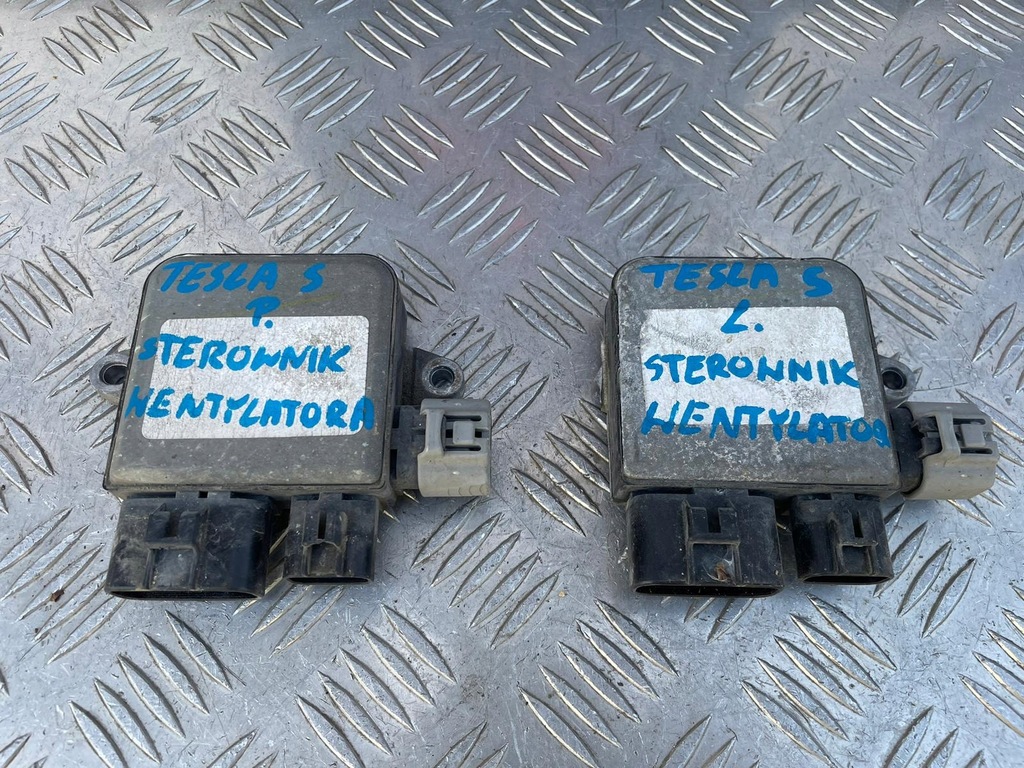 TESLA S
P.
STEROWNIK
WENTYLATORA
TESLA S
L.
STEROWNIK
WENTYLATOR